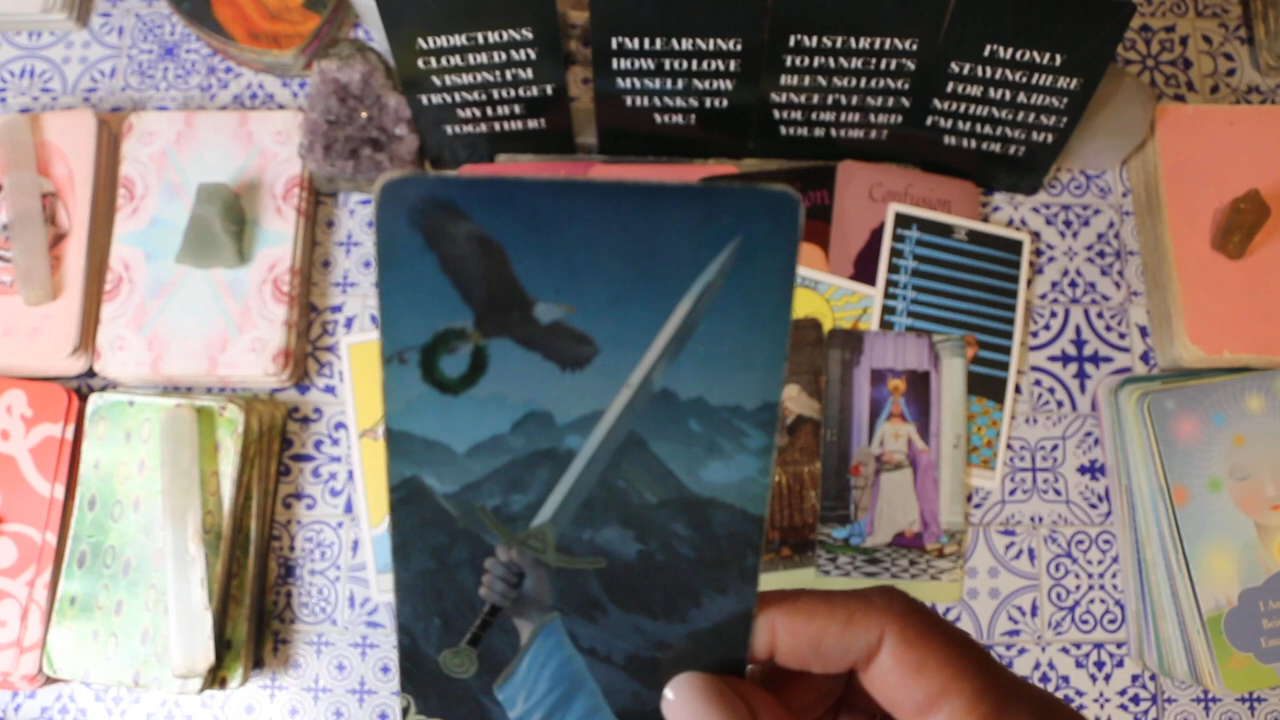 ADDICTIONS
CLOUDED MY
VISION! I'M
TRYING TO GET
MY LIFE
TOGETHER!
I'M LEARNING
HOW TO LOVE
MYSELF NOW
THANKS TO
YOU!
I'M STARTING
TO PANIC! IT'S
BEEN SO LONG
SINCE I'VE SEEN
YOU OR HEARD
YOUR VOICE!
I'M ONLY
STAYING HERE
FOR MY KIDS!
NOTHING ELSE!
I'M MAKING MY
WAY OUT!
Confusion
X